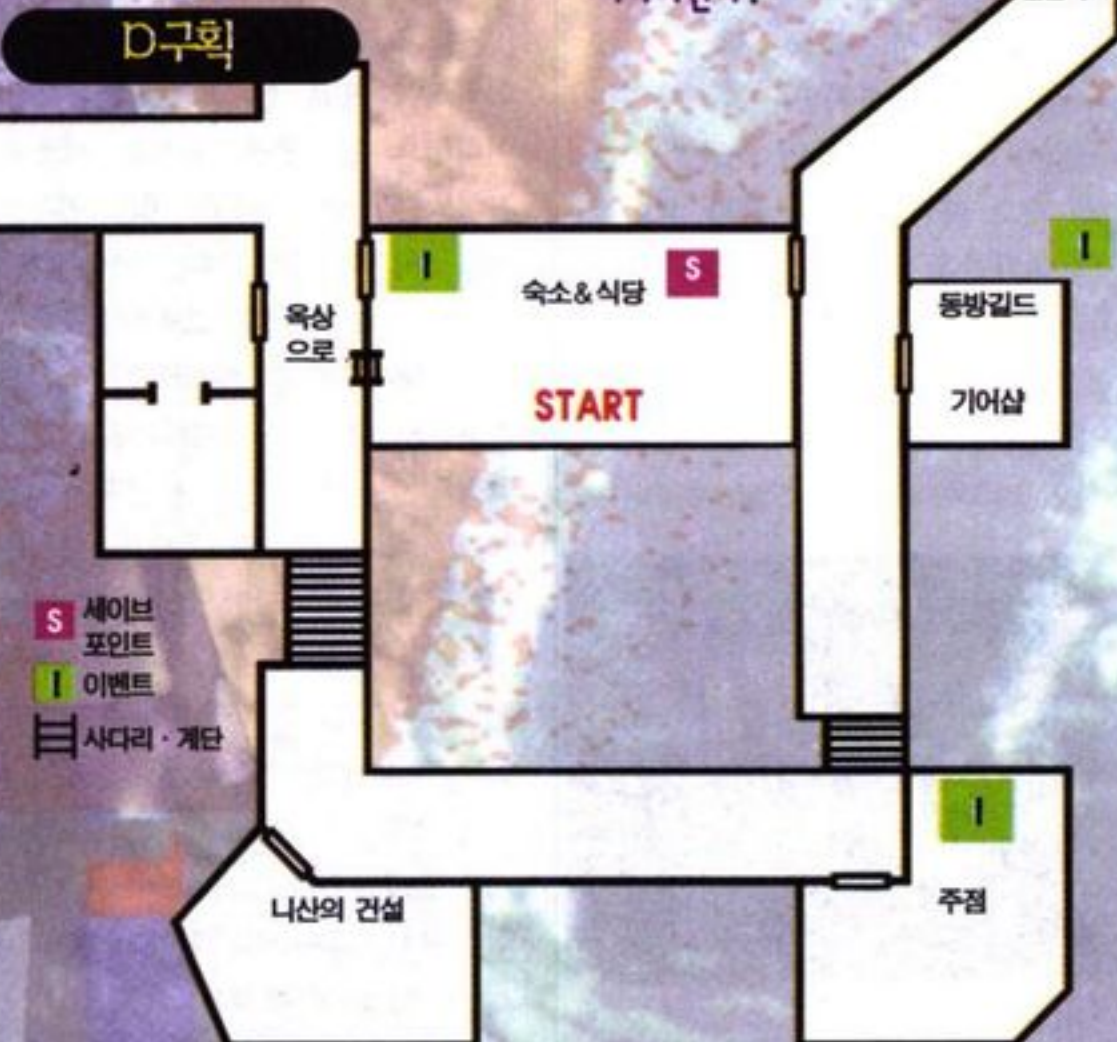 D구획
I
숙소&식당
S
I
옥상
으로
START
동방길드
기어샵
S 세이브
포인트
I 이벤트
사다리·계단
I
니산의 건설
주점